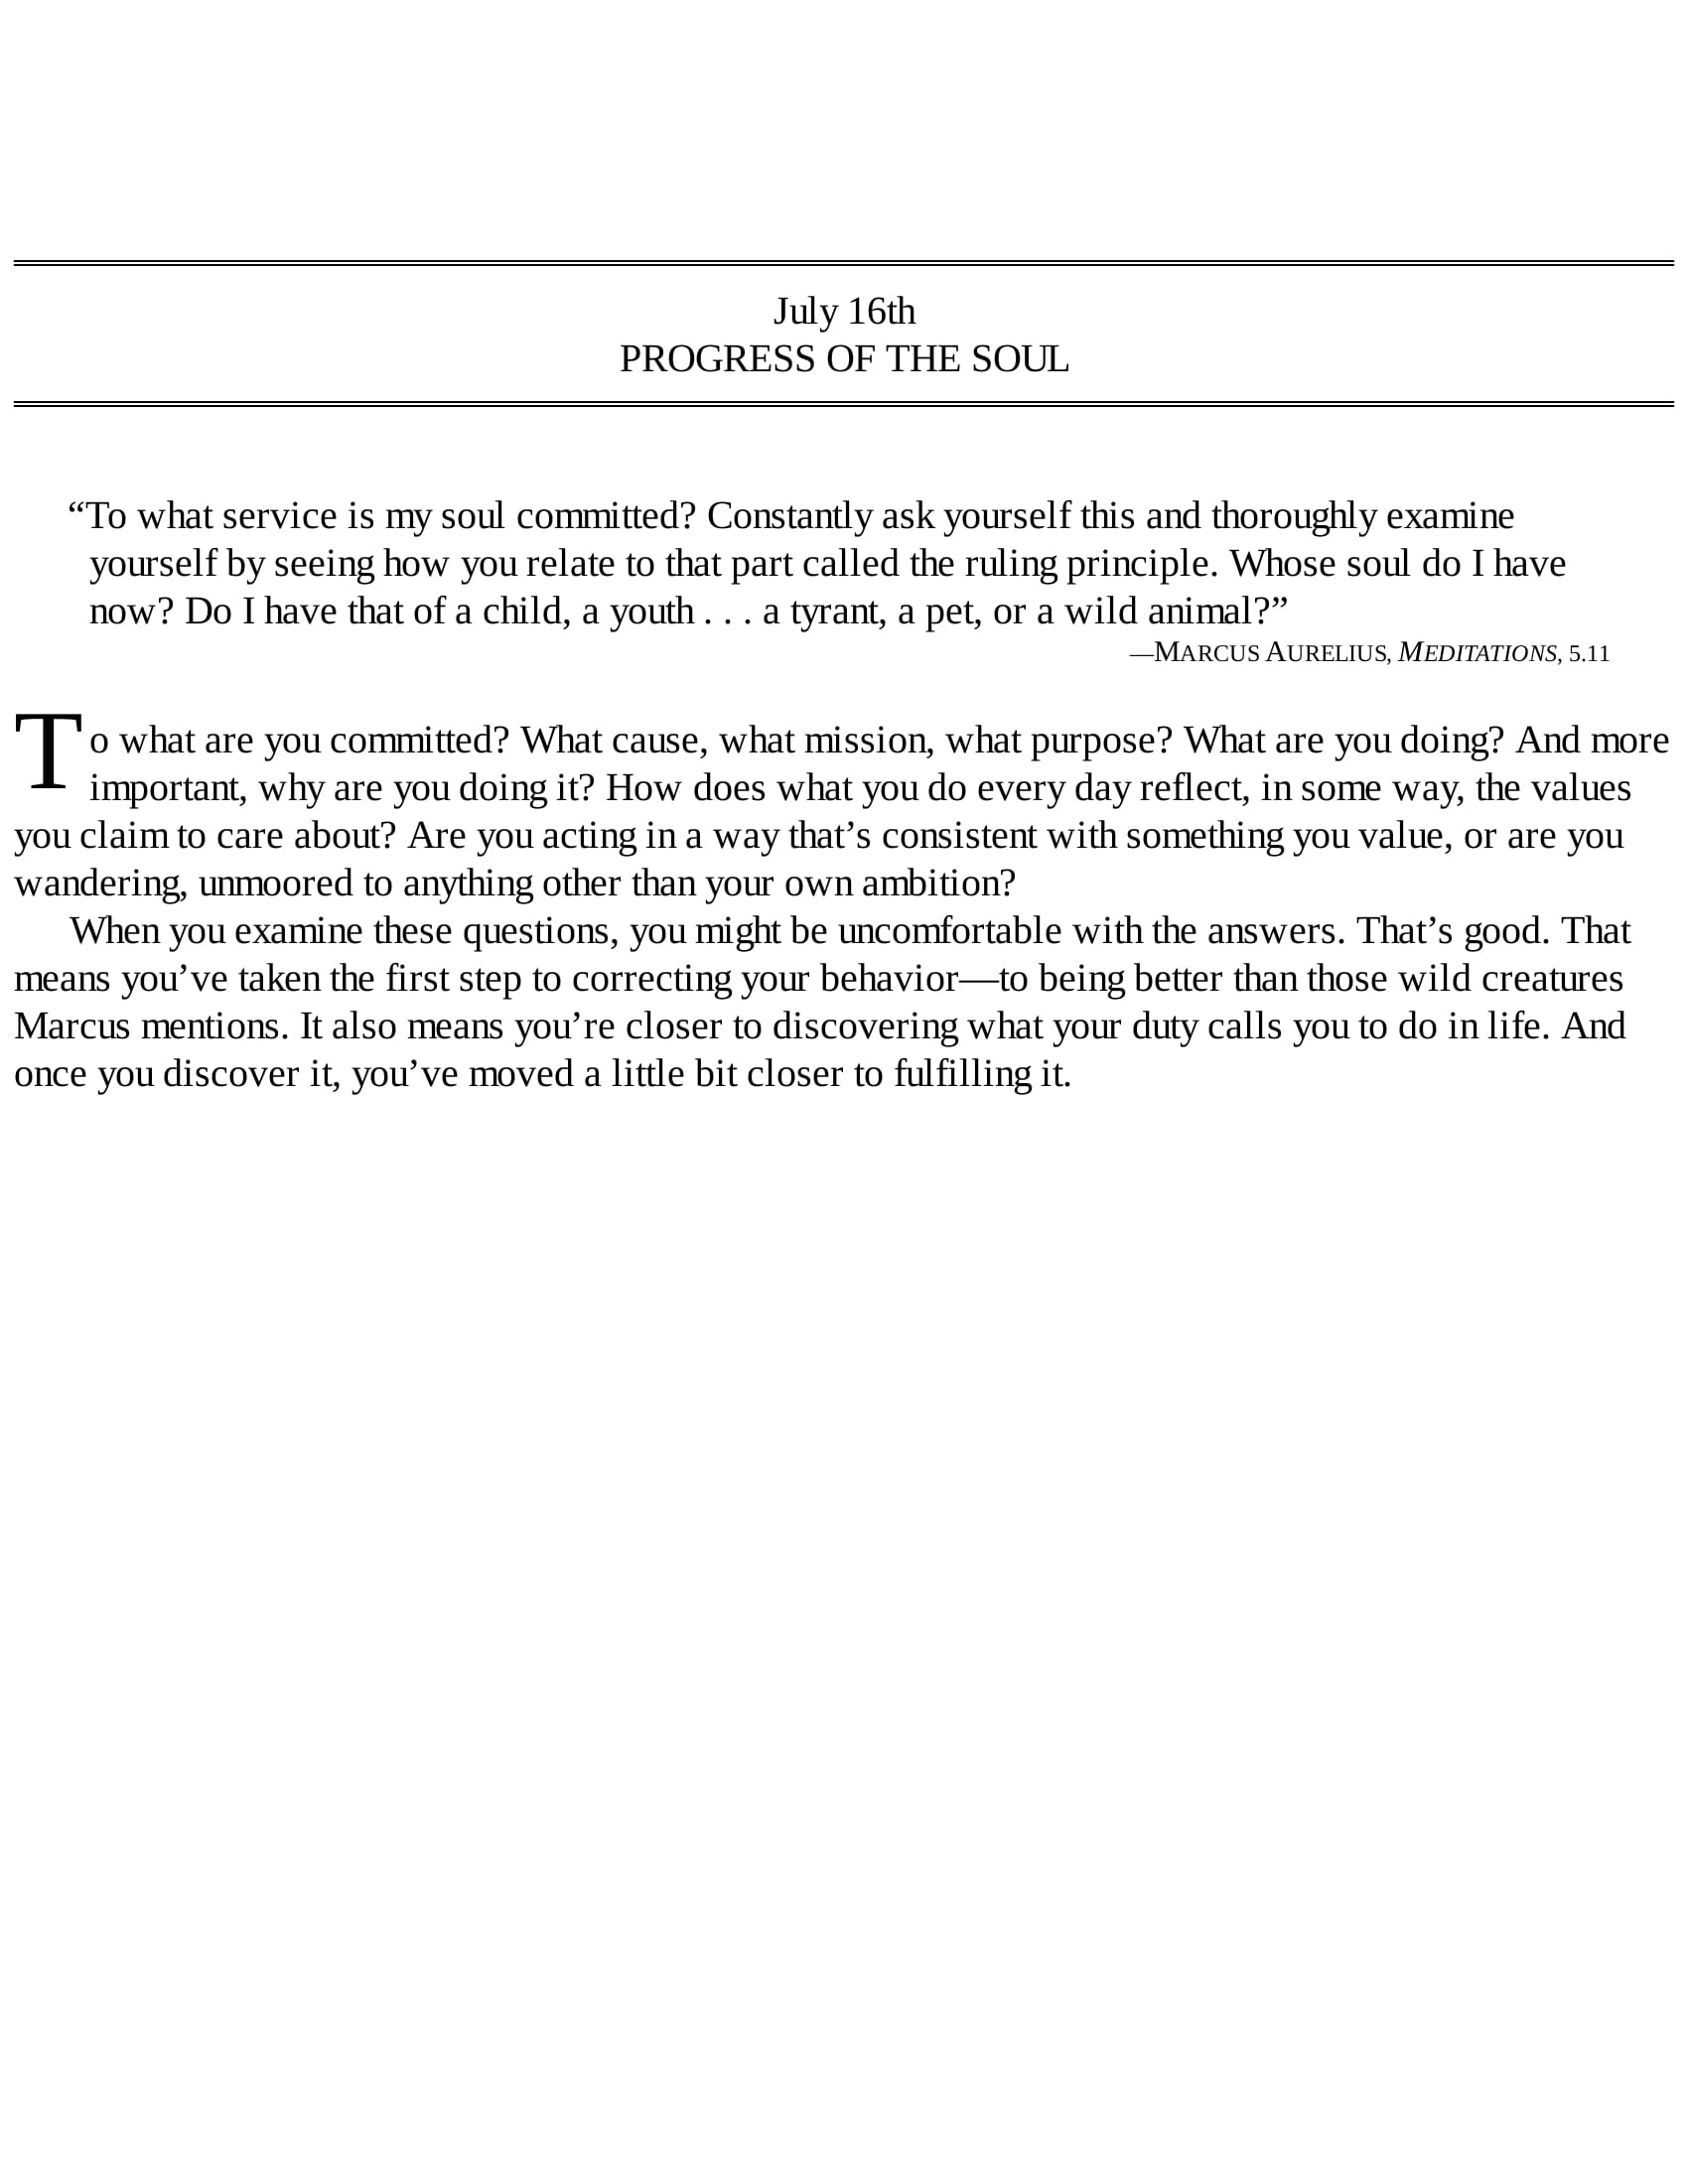 July 16th
PROGRESS OF THE SOUL
“To what service is my soul committed? Constantly ask yourself this and thoroughly examine
yourself by seeing how you relate to that part called the ruling principle. Whose soul do I have
now? Do I have that of a child, a youth . . . a tyrant, a pet, or a wild animal?”
—MARCUS AURELIUS, MEDITATIONS, 5.11
To what are you committed? What cause, what mission, what purpose? What are you doing? And more
important, why are you doing it? How does what you do every day reflect, in some way, the values
you claim to care about? Are you acting in a way that’s consistent with something you value, or are you
wandering, unmoored to anything other than your own ambition?
When you examine these questions, you might be uncomfortable with the answers. That’s good. That
means you’ve taken the first step to correcting your behavior—to being better than those wild creatures
Marcus mentions. It also means you’re closer to discovering what your duty calls you to do in life. And
once you discover it, you’ve moved a little bit closer to fulfilling it.